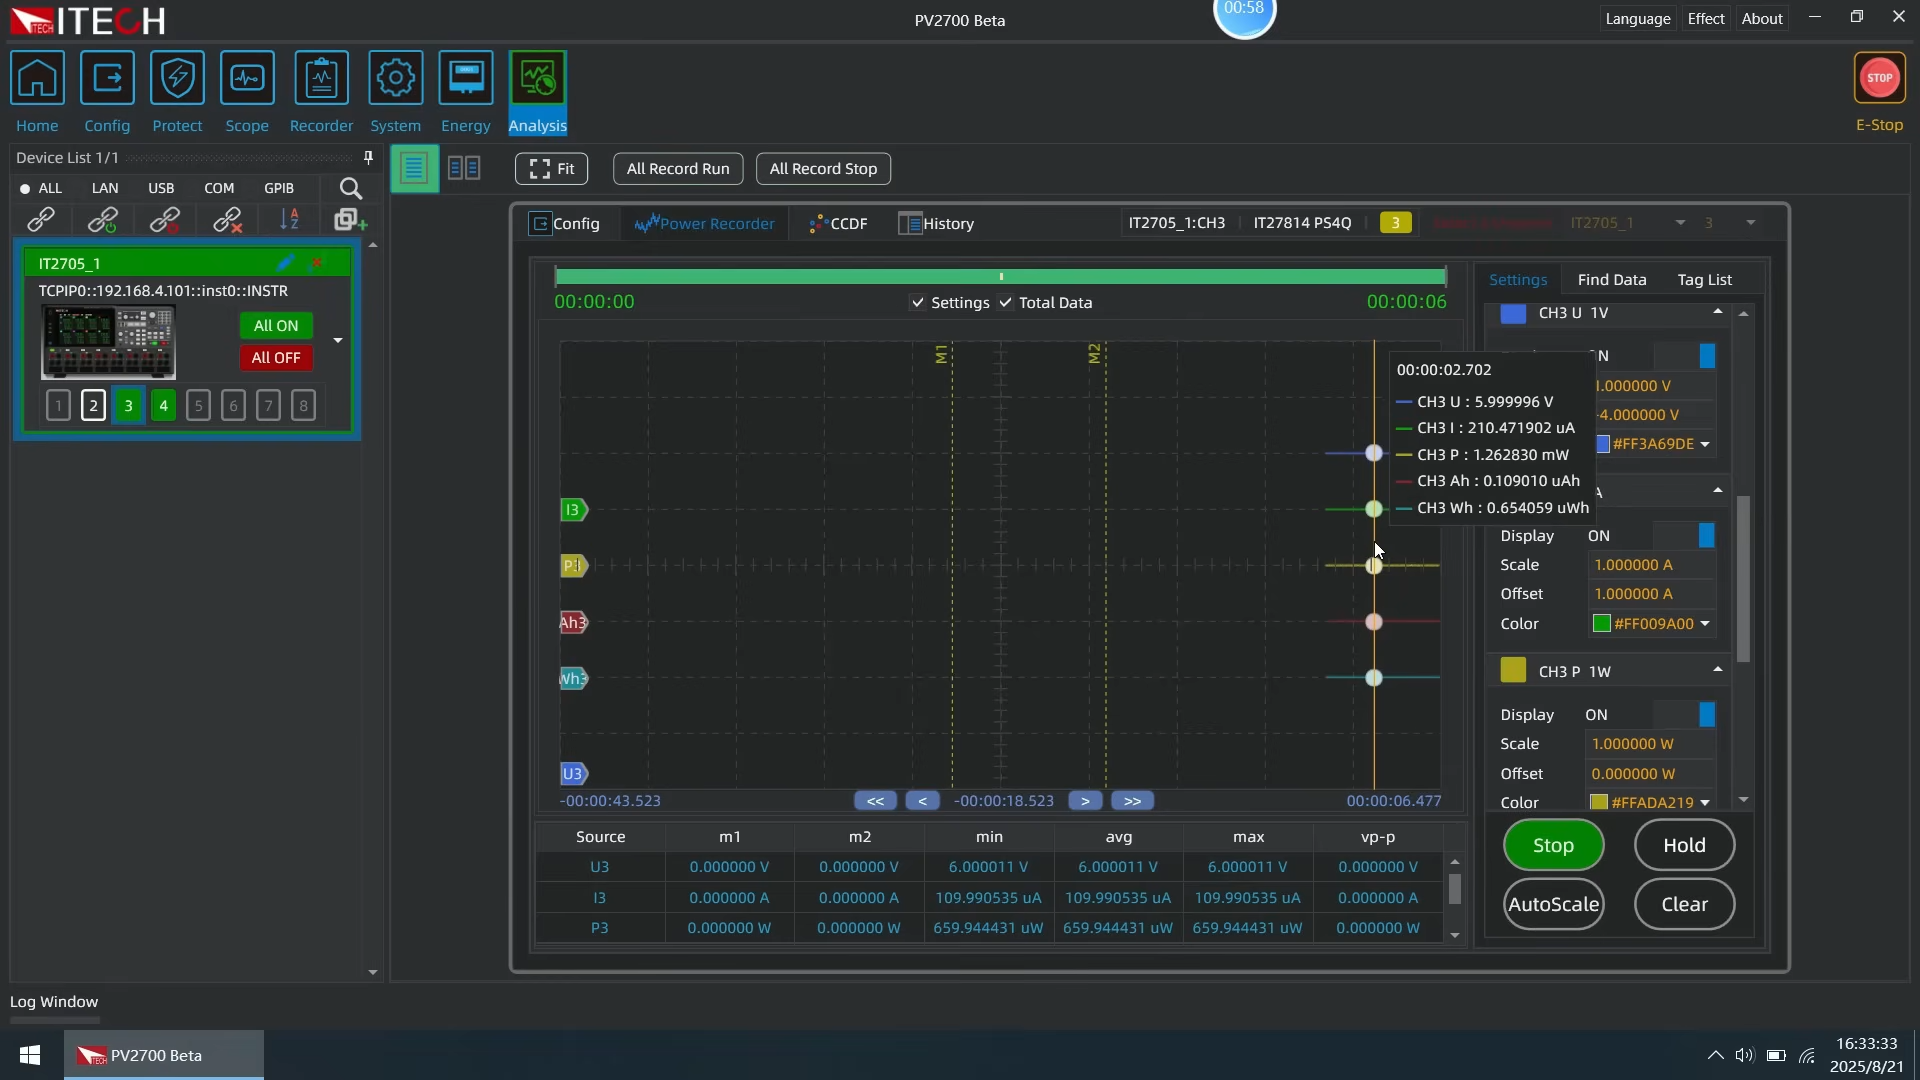 ITECH
PV2700 Beta
00:58
Language Effect About
Home Config Protect Scope Recorder System Energy Analysis
STOP
E-Stop
Device List 1/1
ALL LAN USB COM GPIB
Fit All Record Run All Record Stop
IT2705_1
TCPIP0::192.168.4.101::inst0::INSTR
All ON
All OFF
1 2 3 4 5 6 7 8
Config Power Recorder CCDF History IT2705_1:CH3 IT27814 PS4Q 3 IT2705_1 3
00:00:00 Settings Total Data 00:00:06
M1 M2
00:00:02.702
CH3 U : 5.999996 V
CH3 I : 210.471902 uA
CH3 P : 1.262830 mW
CH3 Ah : 0.109010 uAh
CH3 Wh : 0.654059 uWh
I3
P3
Ah3
Wh3
U3
-00:00:43.523 << < -00:00:18.523 > >> 00:00:06.477
Source m1 m2 min avg max vp-p
U3 0.000000 V 0.000000 V 6.000011 V 6.000011 V 6.000011 V 0.000000 V
I3 0.000000 A 0.000000 A 109.990535 uA 109.990535 uA 109.990535 uA 0.000000 A
P3 0.000000 W 0.000000 W 659.944431 uW 659.944431 uW 659.944431 uW 0.000000 W
Settings Find Data Tag List
CH3 U 1V
N
1.000000 V
-4.000000 V
#FF3A69DE
A
Display ON
Scale 1.000000 A
Offset 1.000000 A
Color #FF009A00
CH3 P 1W
Display ON
Scale 1.000000 W
Offset 0.000000 W
Color #FFADA219
Stop Hold
AutoScale Clear
Log Window
PV2700 Beta
16:33:33
2025/8/21